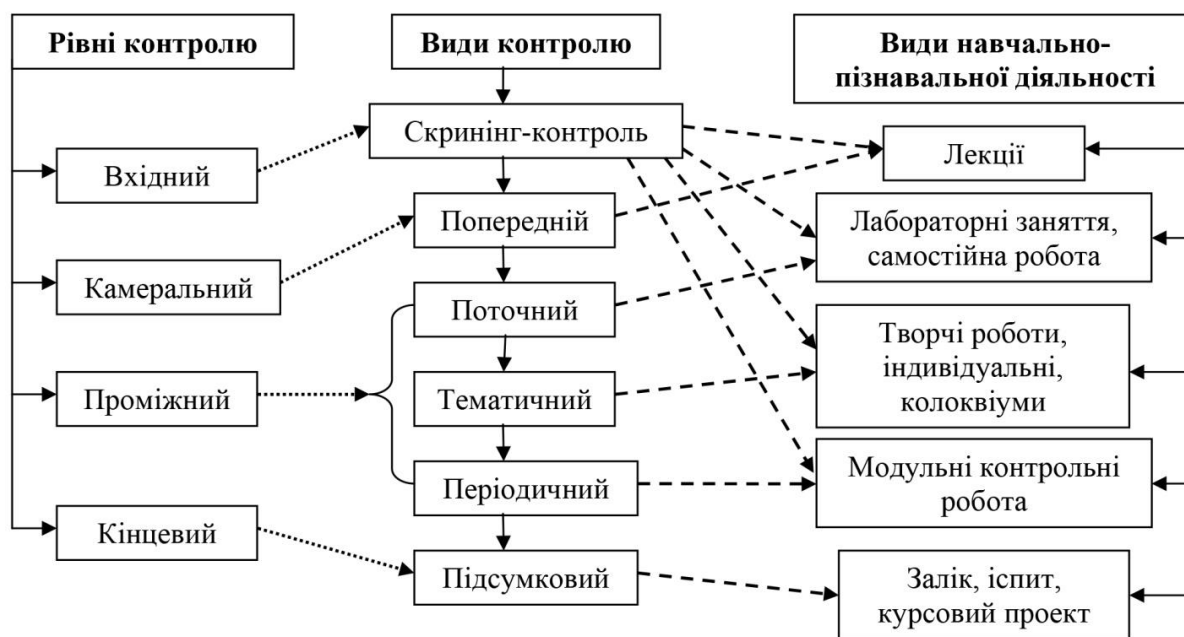 Рівні контролю
Вхідний
Камеральний
Проміжний
Кінцевий
Види контролю
Скринінг-контроль
Попередній
Поточний
Тематичний
Періодичний
Підсумковий
Види навчально-
пізнавальної діяльності
Лекції
Лабораторні заняття,
самостійна робота
Творчі роботи,
індивідуальні,
колоквіуми
Модульні контрольні
робота
Залік, іспит,
курсовий проект